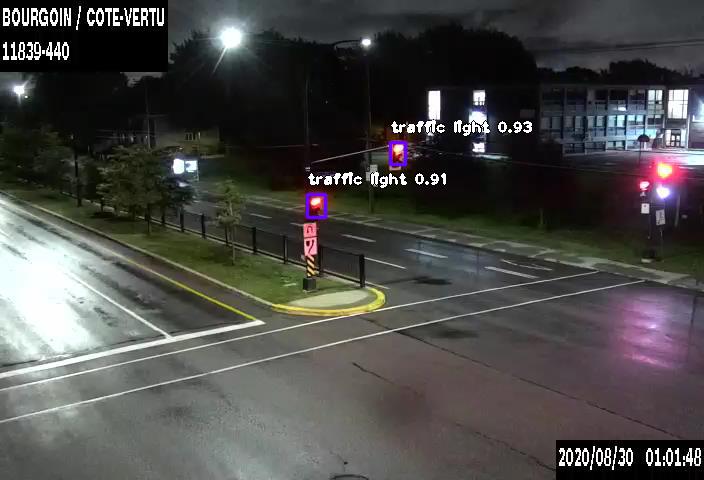 BOURGOIN / COTE-VERTU
11839-440
traffic light 0.93
traffic light 0.91
2020/08/30 01:01:48